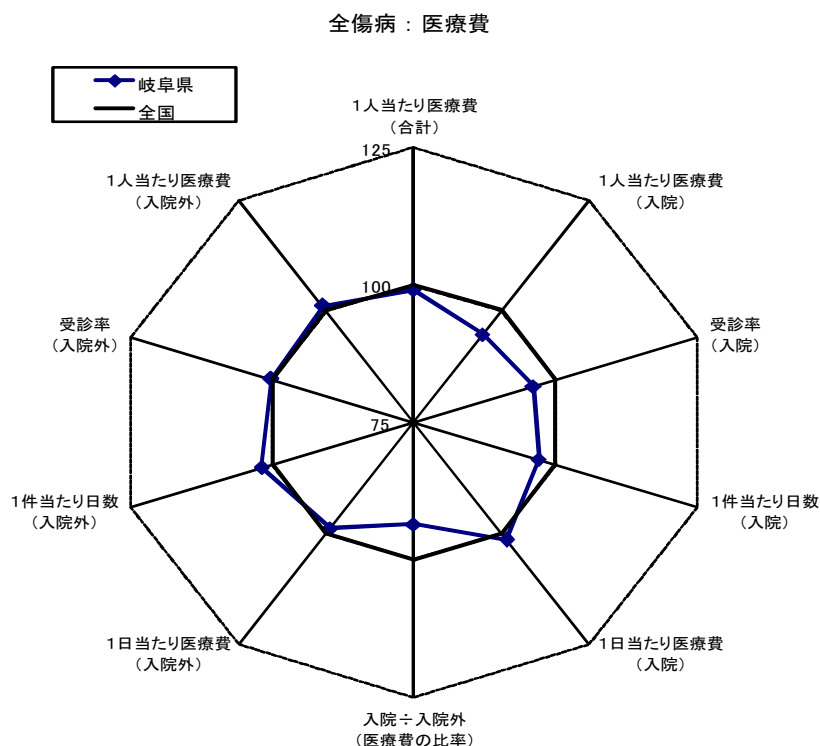 全傷病：医療費
岐阜県
全国
1人当たり医療費
（合計）
125
1人当たり医療費
（入院外）
1人当たり医療費
（入院）
100
受診率
（入院外）
受診率
（入院）
75
1件当たり日数
（入院外）
1件当たり日数
（入院）
1日当たり医療費
（入院外）
1日当たり医療費
（入院）
入院÷入院外
（医療費の比率）